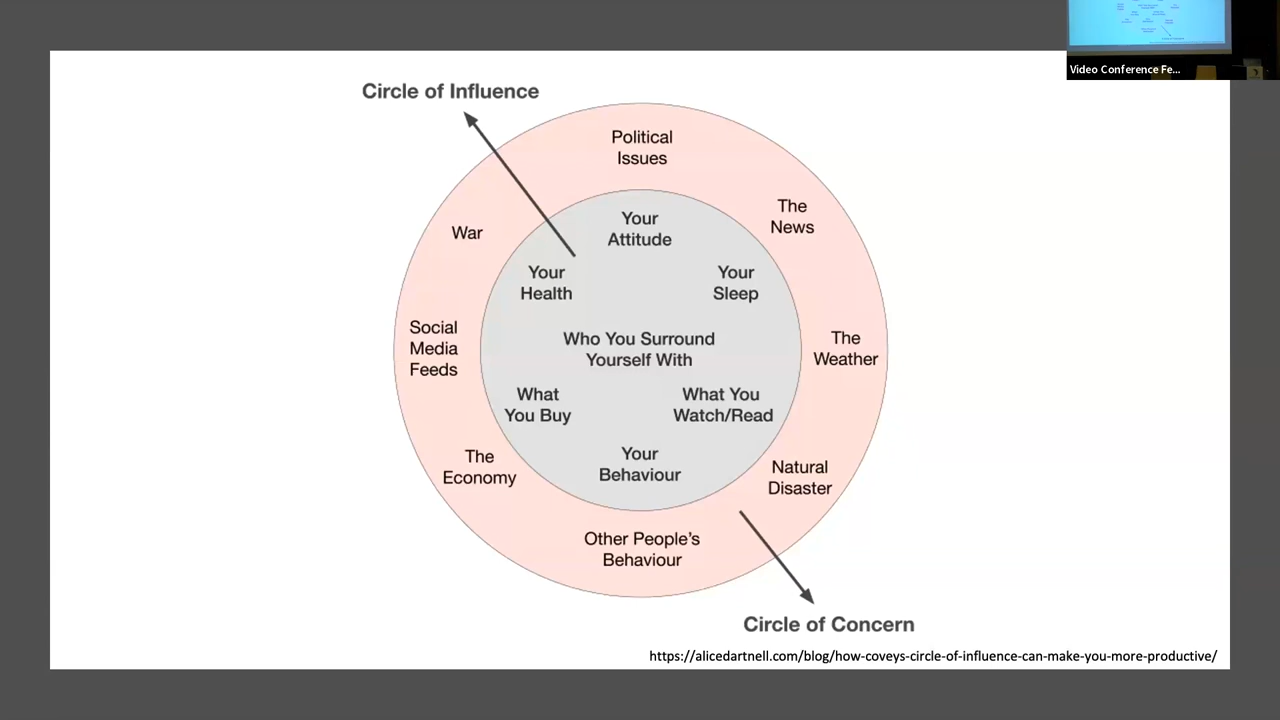 Video Conference Fe...
Circle of Influence
Political
Issues
The
News
War
Your
Attitude
Your
Health
Your
Sleep
Social
Media
Feeds
Who You Surround
Yourself With
The
Weather
What
You Buy
What You
Watch/Read
The
Economy
Your
Behaviour
Natural
Disaster
Other People's
Behaviour
Circle of Concern
https://alicedartnell.com/blog/how-coveys-circle-of-influence-can-make-you-more-productive/